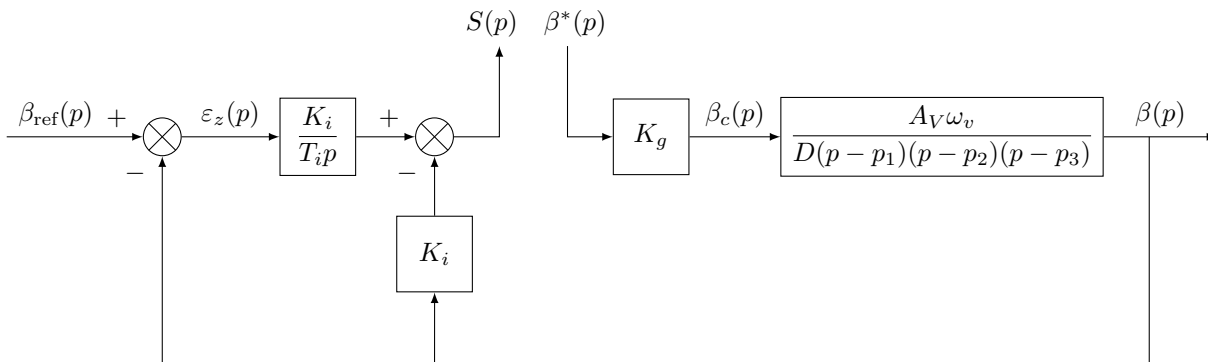 S(p) β*(p)
β_ref(p) + ε_z(p) K_i/(T_i p) + K_g β_c(p) A_V ω_v/(D(p − p_1)(p − p_2)(p − p_3)) β(p)
− −
K_i